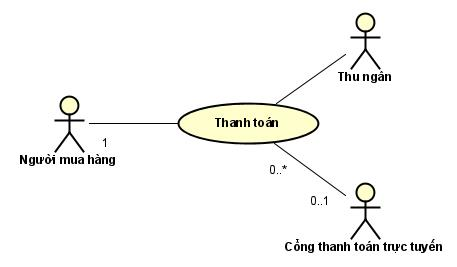 Thu ngân
Thanh toán
1
Người mua hàng
0..*
0..1
Cổng thanh toán trực tuyến